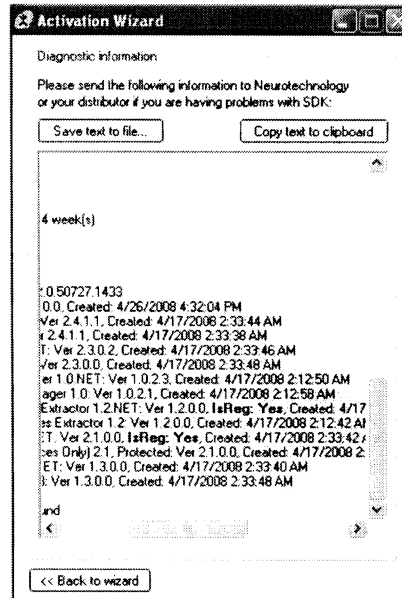 Activation Wizard
Diagnostic information
Please send the following information to Neurotechnology
or your distributor if you are having problems with SDK:
Save text to file... Copy text to clipboard
4 week(s)
.0.50727.1433
0.0, Created: 4/26/2008 4:32:04 PM
Ver 2.4.1.1, Created: 4/17/2008 2:33:44 AM
r 2.4.1.1, Created: 4/17/2008 2:33:38 AM
T: Ver 2.3.0.2, Created: 4/17/2008 2:33:46 AM
Ver 2.3.0.0, Created: 4/17/2008 2:33:48 AM
er 1.0.NET: Ver 1.0.2.3, Created: 4/17/2008 2:12:50 AM
ager 1.0: Ver 1.0.2.1, Created: 4/17/2008 2:12:58 AM
Extractor 1.2.NET: Ver 1.2.0.0, IsReg: Yes, Created: 4/17
es Extractor 1.2: Ver 1.2.0.0, Created: 4/17/2008 2:12:42 AM
ET: Ver 2.1.0.0, IsReg: Yes, Created: 4/17/2008 2:33:42
ces Only) 2.1, Protected: Ver 2.1.0.0, Created: 4/17/2008 2:
ET: Ver 1.3.0.0, Created: 4/17/2008 2:33:40 AM
3: Ver 1.3.0.0, Created: 4/17/2008 2:33:48 AM
und
<< Back to wizard